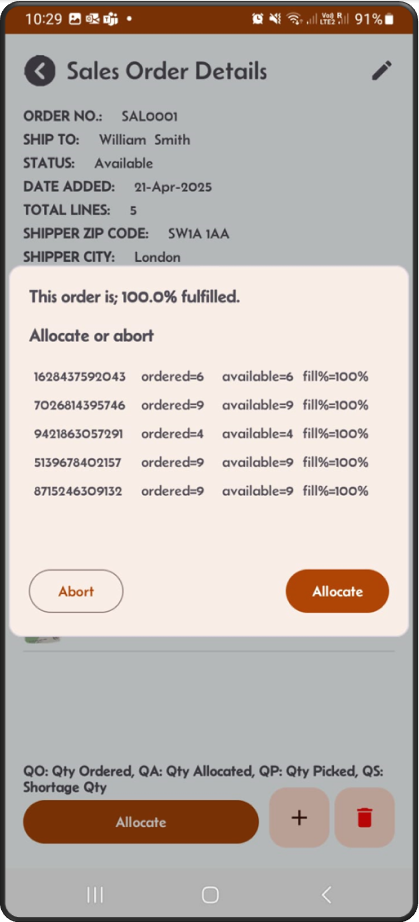 10:29 91%
Sales Order Details
ORDER NO.: SAL0001
SHIP TO: William Smith
STATUS: Available
DATE ADDED: 21-Apr-2025
TOTAL LINES: 5
SHIPPER ZIP CODE: SW1A 1AA
SHIPPER CITY: London
This order is; 100.0% fulfilled.
Allocate or abort
1628437592043 ordered=6 available=6 fill%=100%
7026814395746 ordered=9 available=9 fill%=100%
9421863057291 ordered=4 available=4 fill%=100%
5139678402157 ordered=9 available=9 fill%=100%
8715246309132 ordered=9 available=9 fill%=100%
Abort Allocate
QO: Qty Ordered, QA: Qty Allocated, QP: Qty Picked, QS:
Shortage Qty
Allocate +